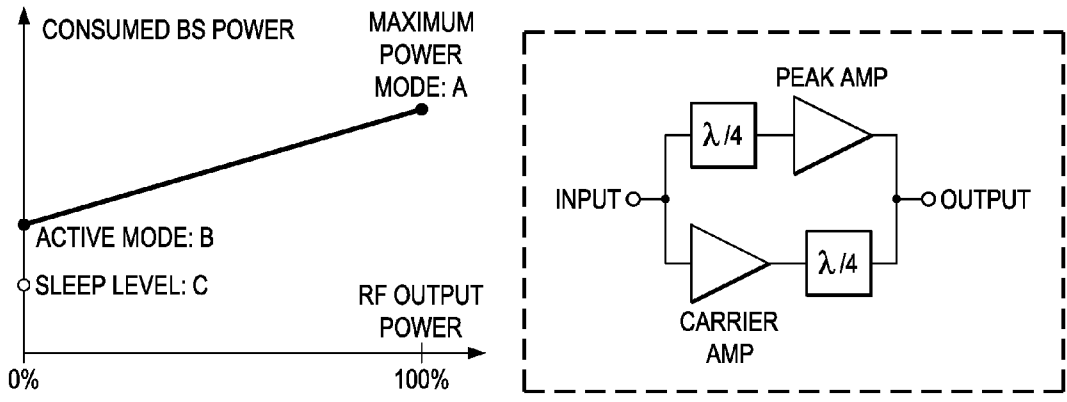 CONSUMED BS POWER
MAXIMUM
POWER
MODE: A
ACTIVE MODE: B
SLEEP LEVEL: C
RF OUTPUT
POWER
0%
100%
PEAK AMP
λ/4
INPUT
OUTPUT
λ/4
CARRIER
AMP